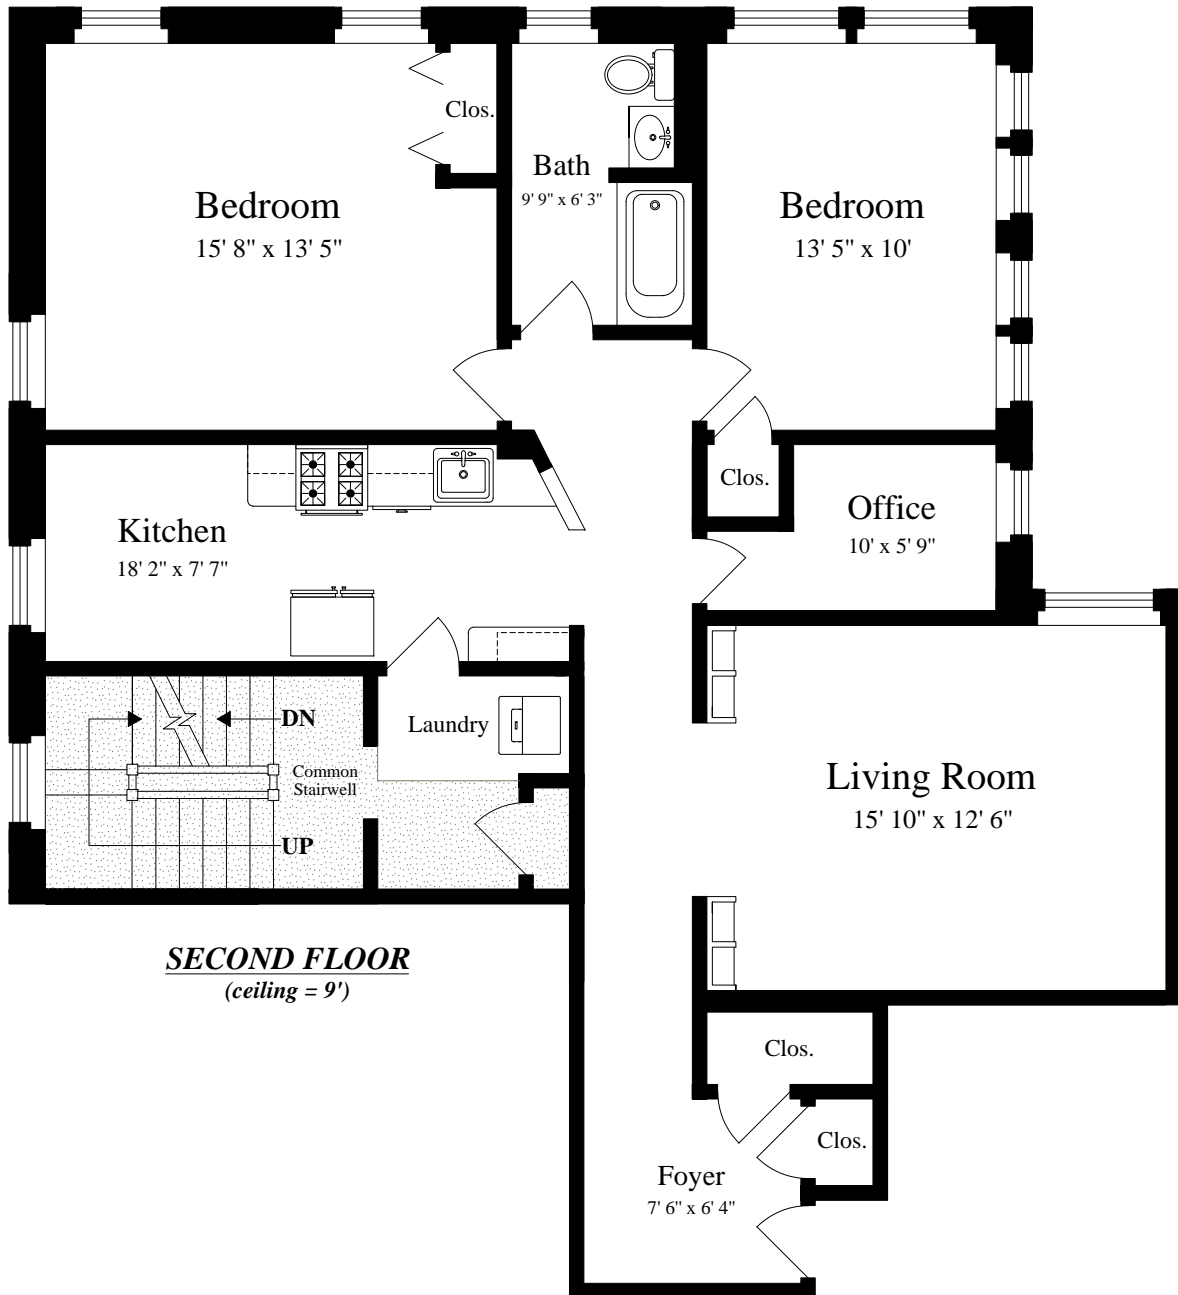 Clos.
Bath
9' 9" x 6' 3"
Bedroom
15' 8" x 13' 5"
Bedroom
13' 5" x 10'
Clos.
Office
10' x 5' 9"
Kitchen
18' 2" x 7' 7"
Laundry
DN
Common
Stairwell
UP
Living Room
15' 10" x 12' 6"
SECOND FLOOR
(ceiling = 9')
Clos.
Clos.
Foyer
7' 6" x 6' 4"